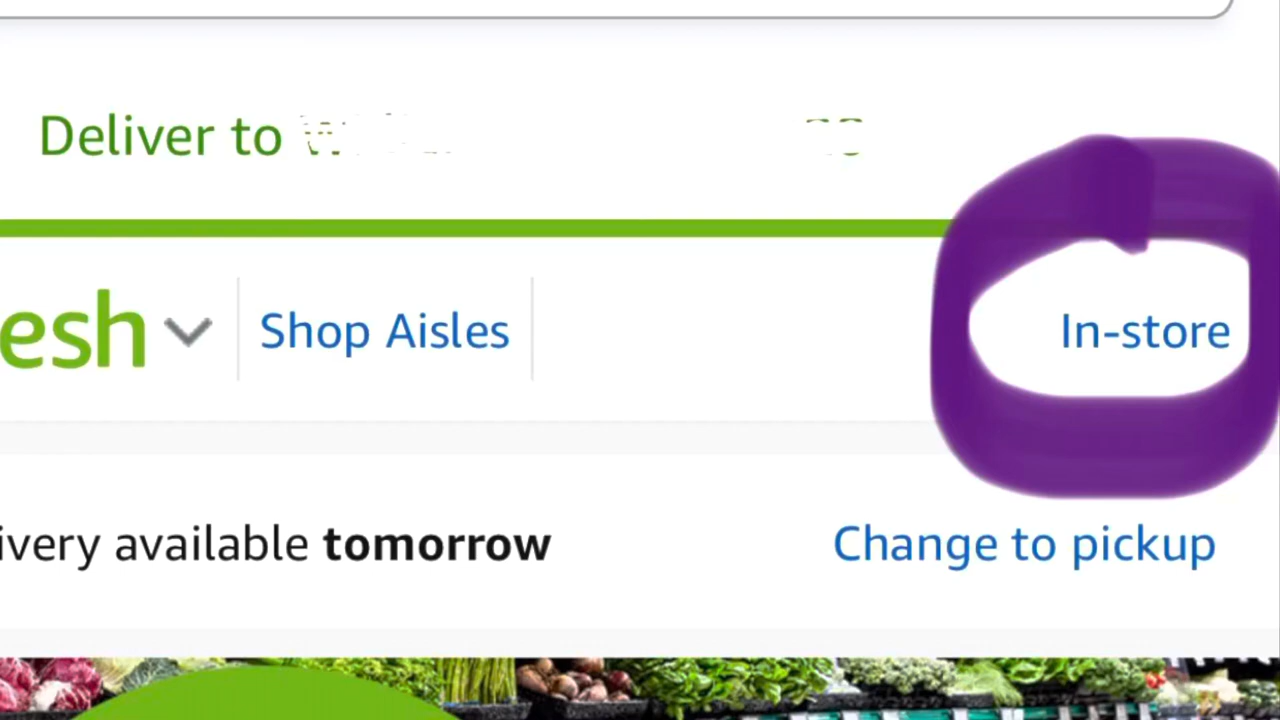 Deliver to
esh Shop Aisles In-store
ivery available tomorrow Change to pickup